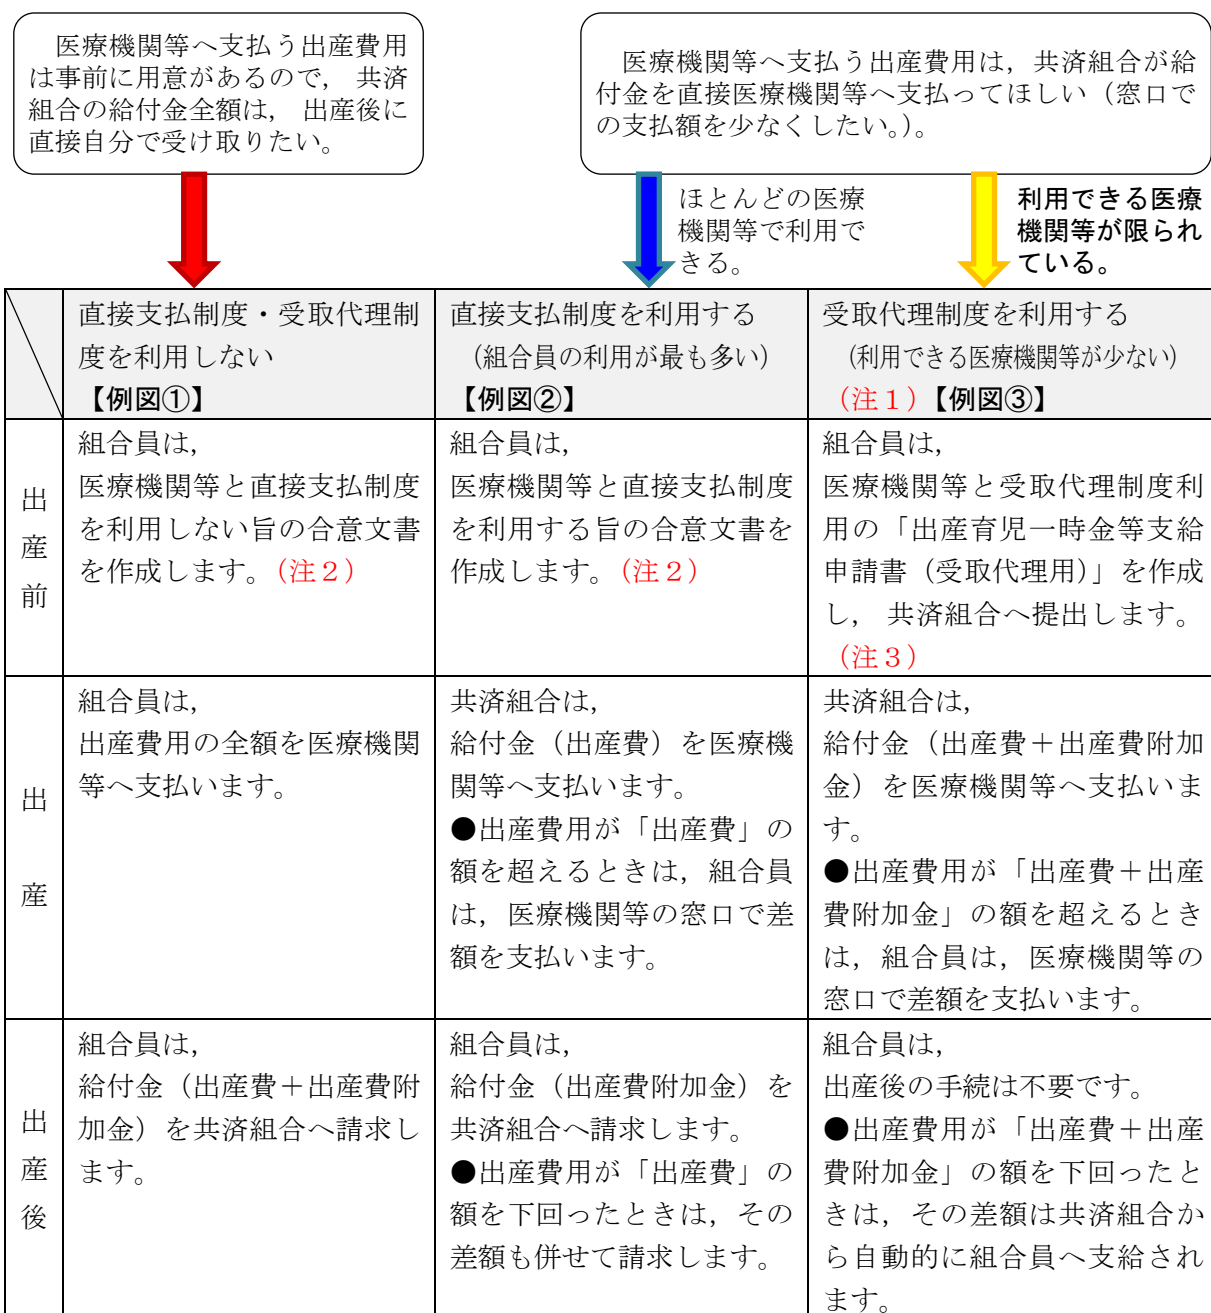 医療機関等へ支払う出産費用
は事前に用意があるので，共済
組合の給付金全額は，出産後に
直接自分で受け取りたい。
医療機関等へ支払う出産費用は，共済組合が給
付金を直接医療機関等へ支払ってほしい（窓口で
の支払額を少なくしたい。）。
ほとんどの医療
機関等で利用で
きる。
利用できる医療
機関等が限られ
ている。
直接支払制度・受取代理制
度を利用しない
【例図①】
直接支払制度を利用する
（組合員の利用が最も多い）
【例図②】
受取代理制度を利用する
（利用できる医療機関等が少ない）
（注１）【例図③】
出産前
組合員は，
医療機関等と直接支払制度
を利用しない旨の合意文書
を作成します。（注２）
組合員は，
医療機関等と直接支払制度
を利用する旨の合意文書を
作成します。（注２）
組合員は，
医療機関等と受取代理制度利
用の「出産育児一時金等支給
申請書（受取代理用）」を作成
し，共済組合へ提出します。
（注３）
出産
組合員は，
出産費用の全額を医療機関
等へ支払います。
共済組合は，
給付金（出産費）を医療機
関等へ支払います。
●出産費用が「出産費」の
額を超えるときは，組合員
は，医療機関等の窓口で差
額を支払います。
共済組合は，
給付金（出産費＋出産費附加
金）を医療機関等へ支払いま
す。
●出産費用が「出産費＋出産
費附加金」の額を超えるとき
は，組合員は，医療機関等の
窓口で差額を支払います。
出産後
組合員は，
給付金（出産費＋出産費附
加金）を共済組合へ請求し
ます。
組合員は，
給付金（出産費附加金）を
共済組合へ請求します。
●出産費用が「出産費」の
額を下回ったときは，その
差額も併せて請求します。
組合員は，
出産後の手続は不要です。
●出産費用が「出産費＋出産
費附加金」の額を下回ったと
きは，その差額は共済組合か
ら自動的に組合員へ支給され
ます。